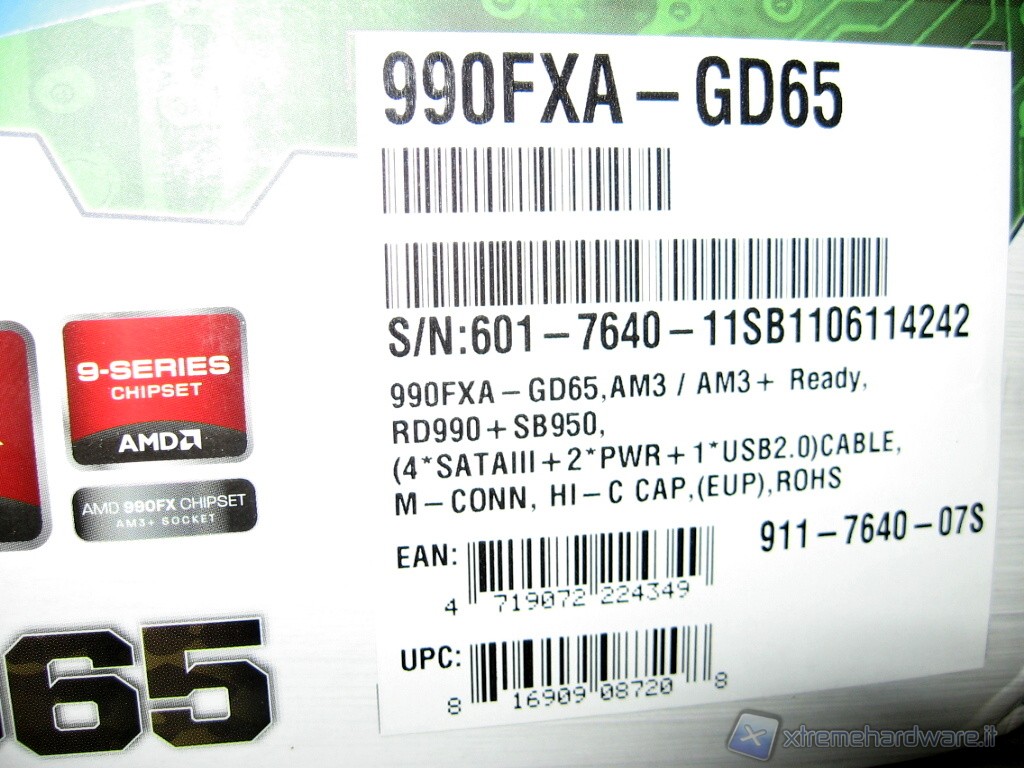 990FXA-GD65
S/N:601-7640-11SB1106114242
990FXA-GD65,AM3 / AM3+ Ready,
RD990+SB950,
(4*SATAIII+2*PWR+1*USB2.0)CABLE,
M-CONN, HI-C CAP,(EUP),ROHS
911-7640-07S
EAN:
4 719072 224349
UPC:
8 16909 08720 8
9-SERIES
CHIPSET
AMD
AMD 990FX CHIPSET
AM3+ SOCKET
65
xtremehardware.it